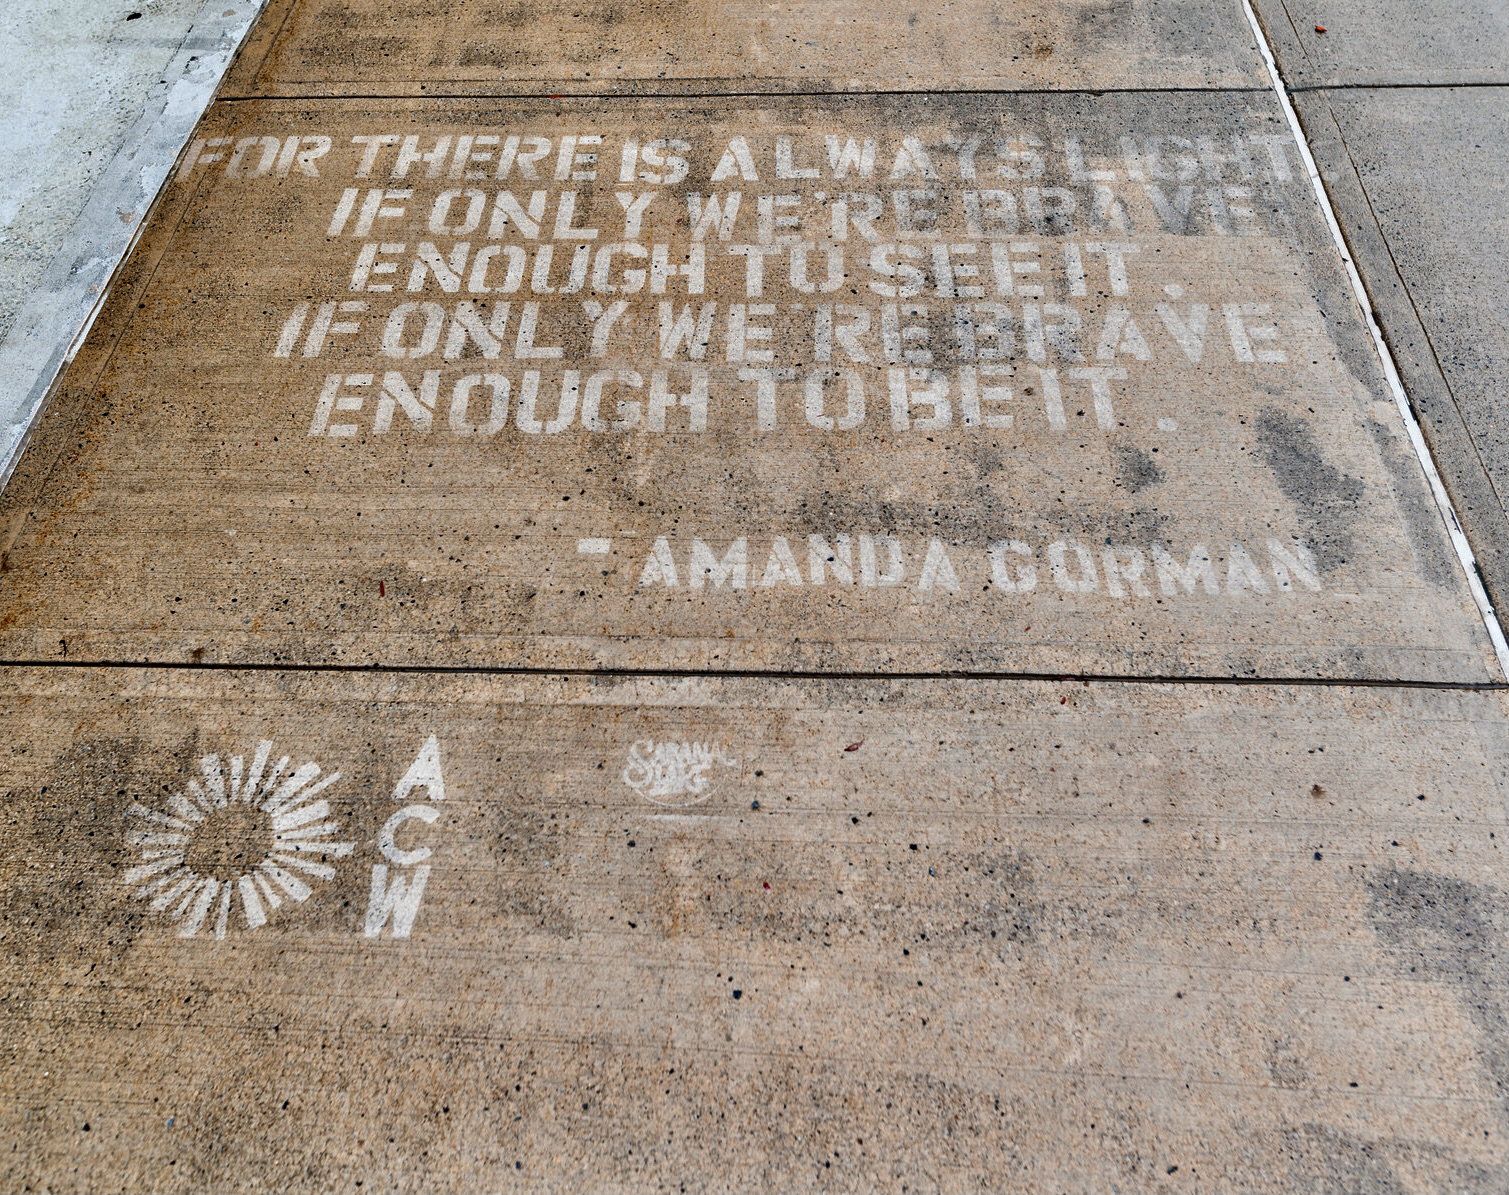 FOR THERE IS ALWAYS LIGHT.
IF ONLY WE'RE BRAVE
ENOUGH TO SEE IT.
IF ONLY WE RE BRAVE
ENOUGH TO BE IT.
- AMANDA GORMAN
A
C
W